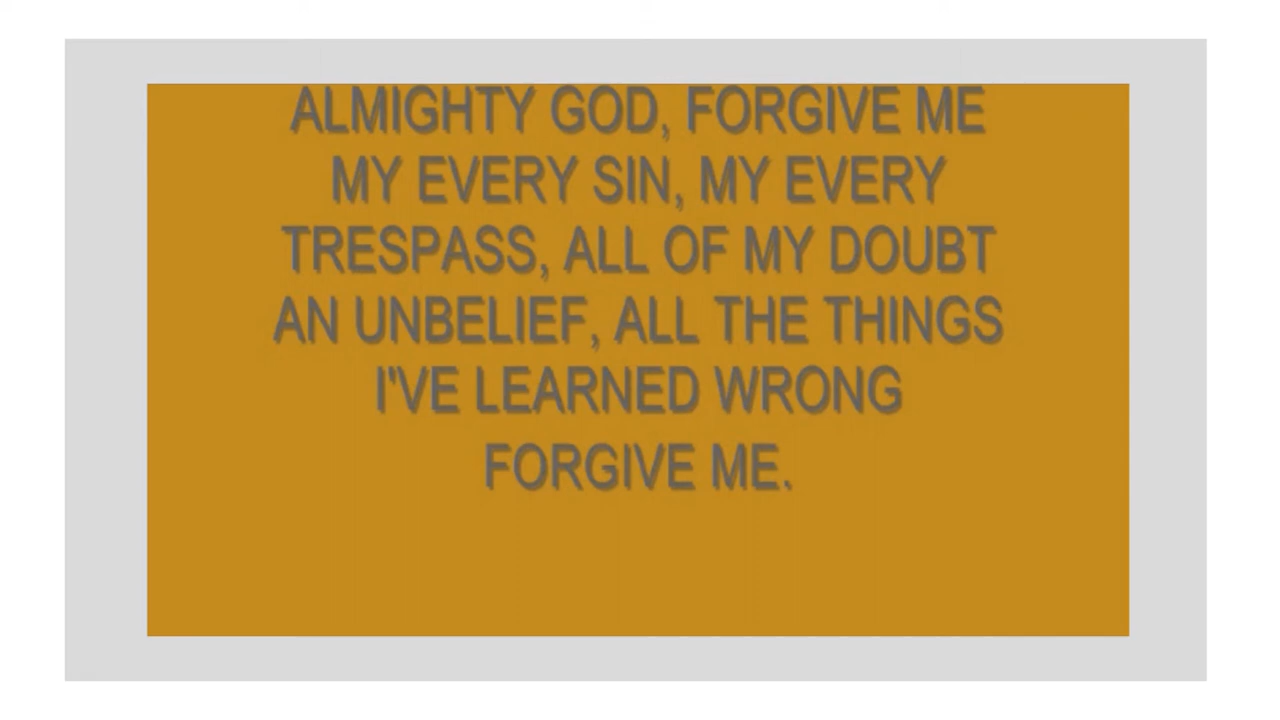 ALMIGHTY GOD, FORGIVE ME
MY EVERY SIN, MY EVERY
TRESPASS, ALL OF MY DOUBT
AN UNBELIEF, ALL THE THINGS
I'VE LEARNED WRONG
FORGIVE ME.